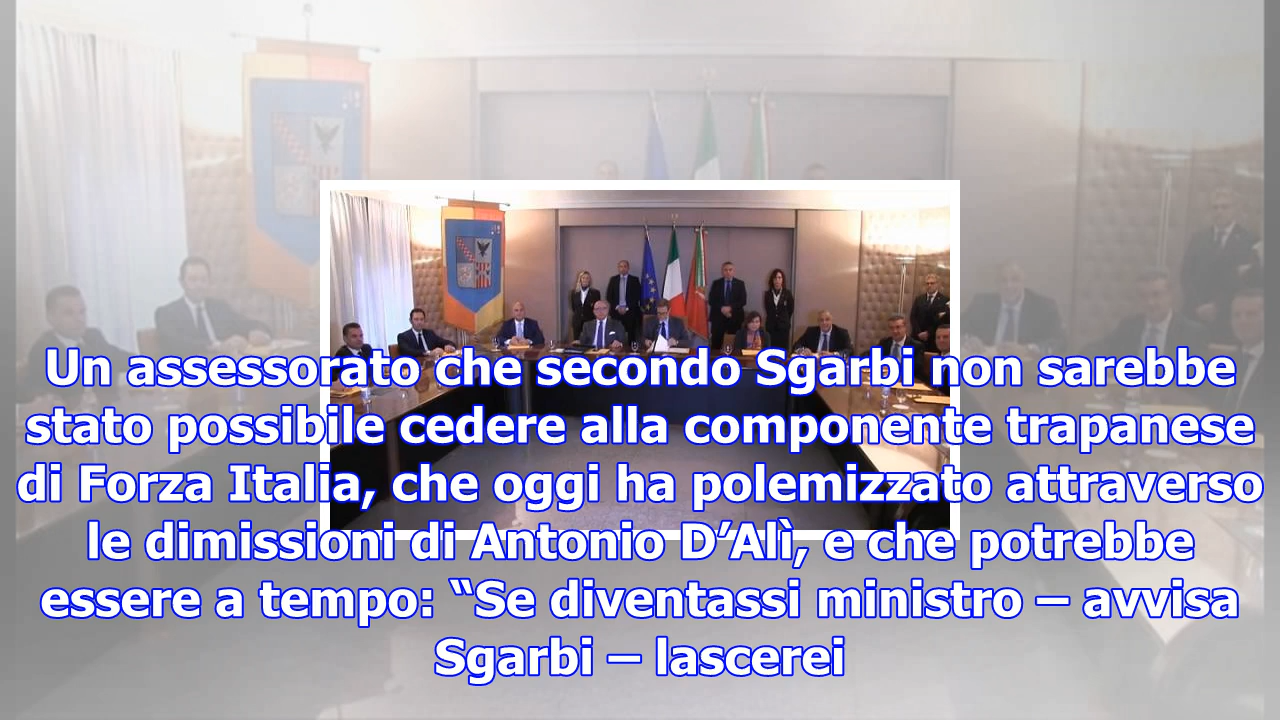 Un assessorato che secondo Sgarbi non sarebbe
stato possibile cedere alla componente trapanese
di Forza Italia, che oggi ha polemizzato attraverso
le dimissioni di Antonio D’Alì, e che potrebbe
essere a tempo: “Se diventassi ministro – avvisa
Sgarbi – lascerei